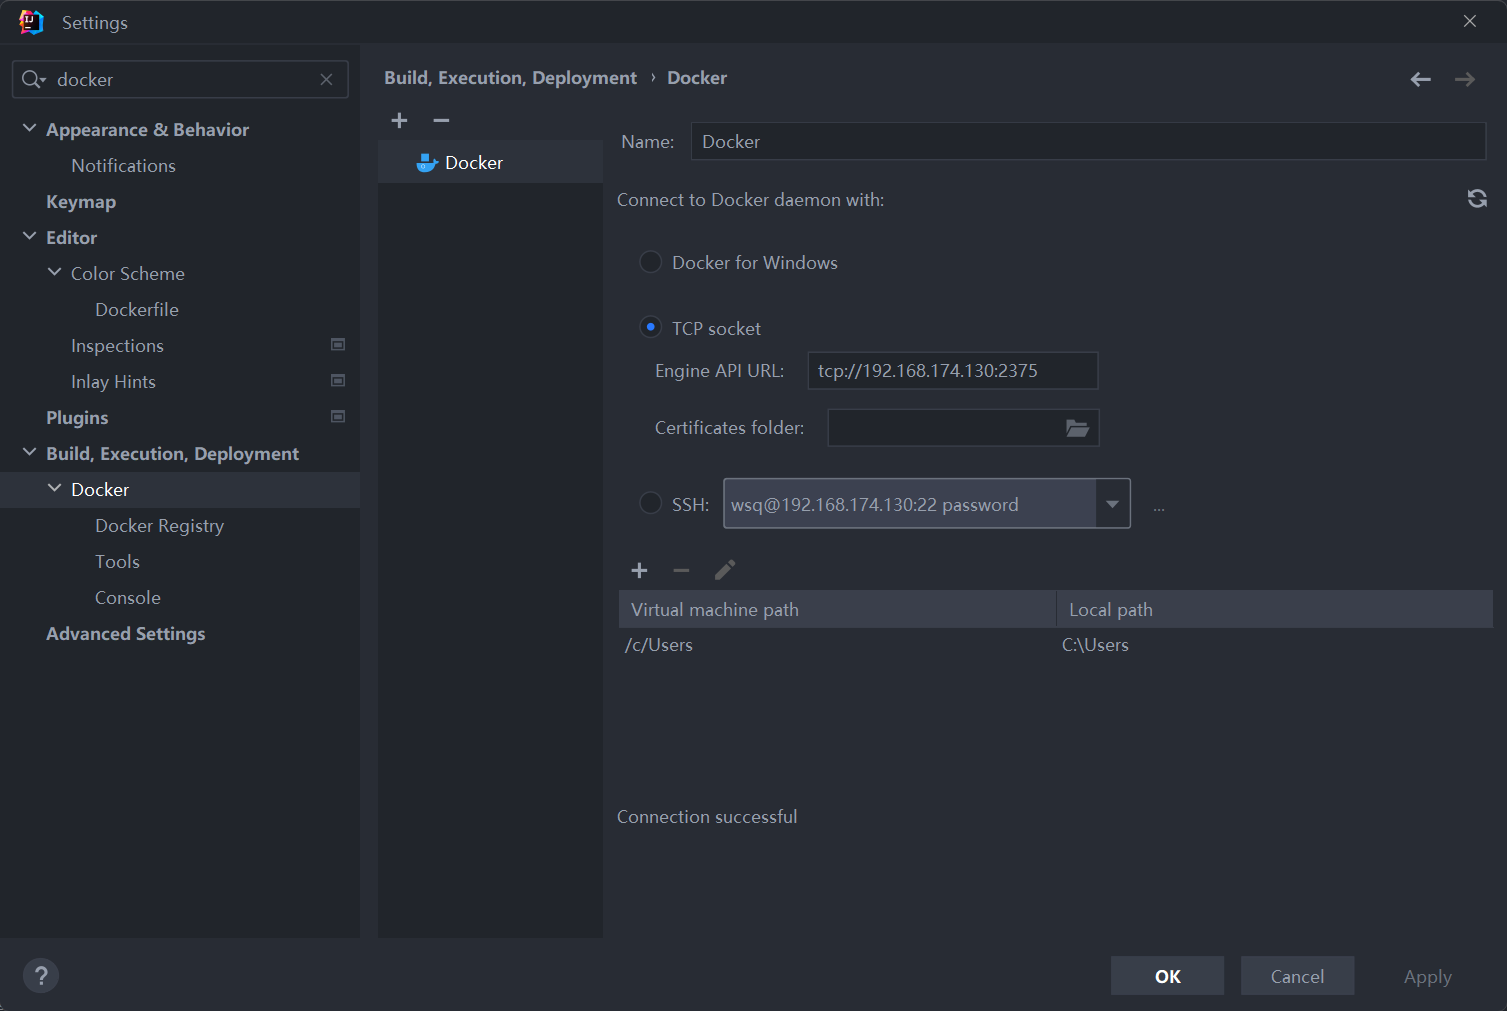 Settings
docker
Appearance & Behavior
Notifications
Keymap
Editor
Color Scheme
Dockerfile
Inspections
Inlay Hints
Plugins
Build, Execution, Deployment
Docker
Docker Registry
Tools
Console
Advanced Settings
Build, Execution, Deployment › Docker
Docker
Name: Docker
Connect to Docker daemon with:
Docker for Windows
TCP socket
Engine API URL: tcp://192.168.174.130:2375
Certificates folder:
SSH: wsq@192.168.174.130:22 password ...
Virtual machine path Local path
/c/Users C:\Users
Connection successful
? OK Cancel Apply